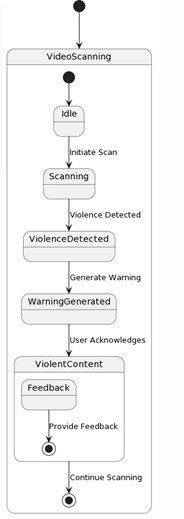 VideoScanning
Idle
Initiate Scan
Scanning
Violence Detected
ViolenceDetected
Generate Warning
WarningGenerated
User Acknowledges
ViolentContent
Feedback
Provide Feedback
Continue Scanning